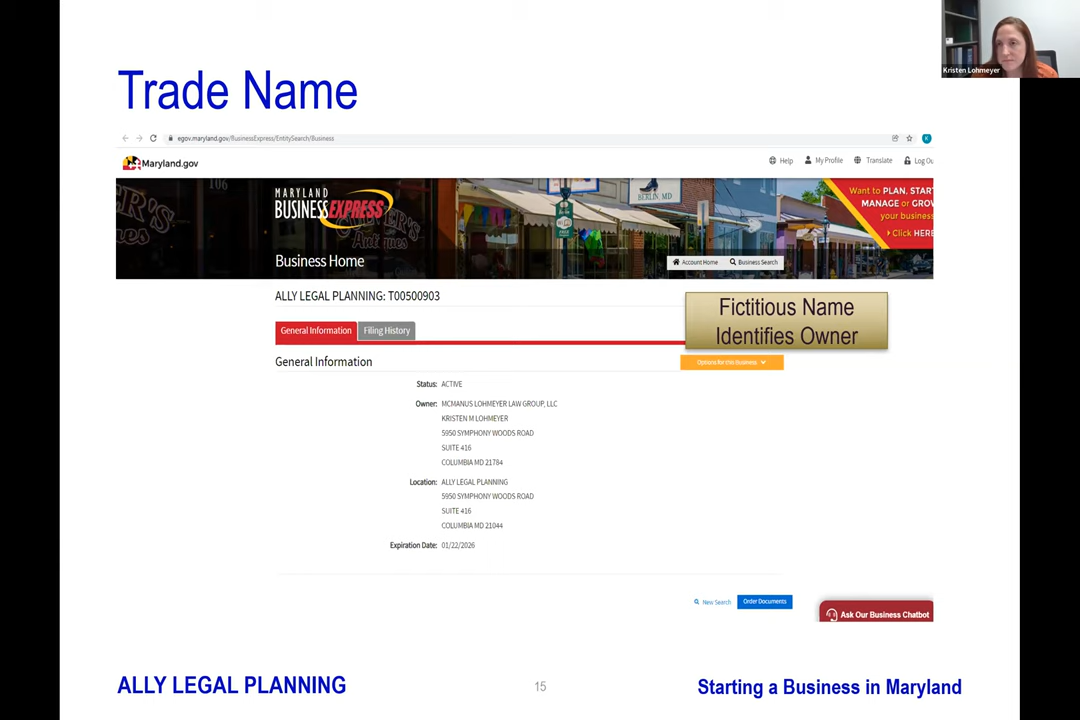 Kristen Lohmeyer
Trade Name
egov.maryland.gov/BusinessExpress/EntitySearch/Business
K
Maryland.gov
Help
My Profile
Translate
Log Ou
106
MARYLAND
BUSINESS EXPRESS
BERLIN, MD
Want to PLAN, STAR
MANAGE or GROW
your business
Click HERE
Business Home
Account Home
Business Search
ALLY LEGAL PLANNING: T00500903
Fictitious Name
Identifies Owner
General Information
Filing History
General Information
Options for this Business
Status: ACTIVE
Owner: MCMANUS LOHMEYER LAW GROUP, LLC
KRISTEN M LOHMEYER
5950 SYMPHONY WOODS ROAD
SUITE 416
COLUMBIA MD 21784
Location: ALLY LEGAL PLANNING
5950 SYMPHONY WOODS ROAD
SUITE 416
COLUMBIA MD 21044
Expiration Date: 01/22/2026
New Search
Order Documents
Ask Our Business Chatbot
ALLY LEGAL PLANNING
15
Starting a Business in Maryland